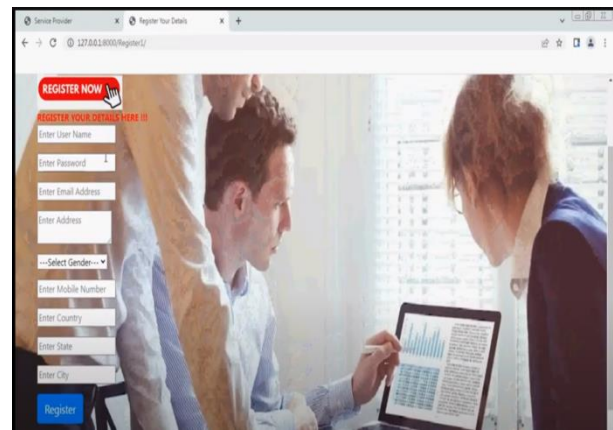 Service Provider
Register Your Details
127.0.0.1:8000/Register1/
REGISTER NOW
REGISTER YOUR DETAILS HERE !!!
Enter User Name
Enter Password
Enter Email Address
Enter Address
---Select Gender---
Enter Mobile Number
Enter Country
Enter State
Enter City
Register